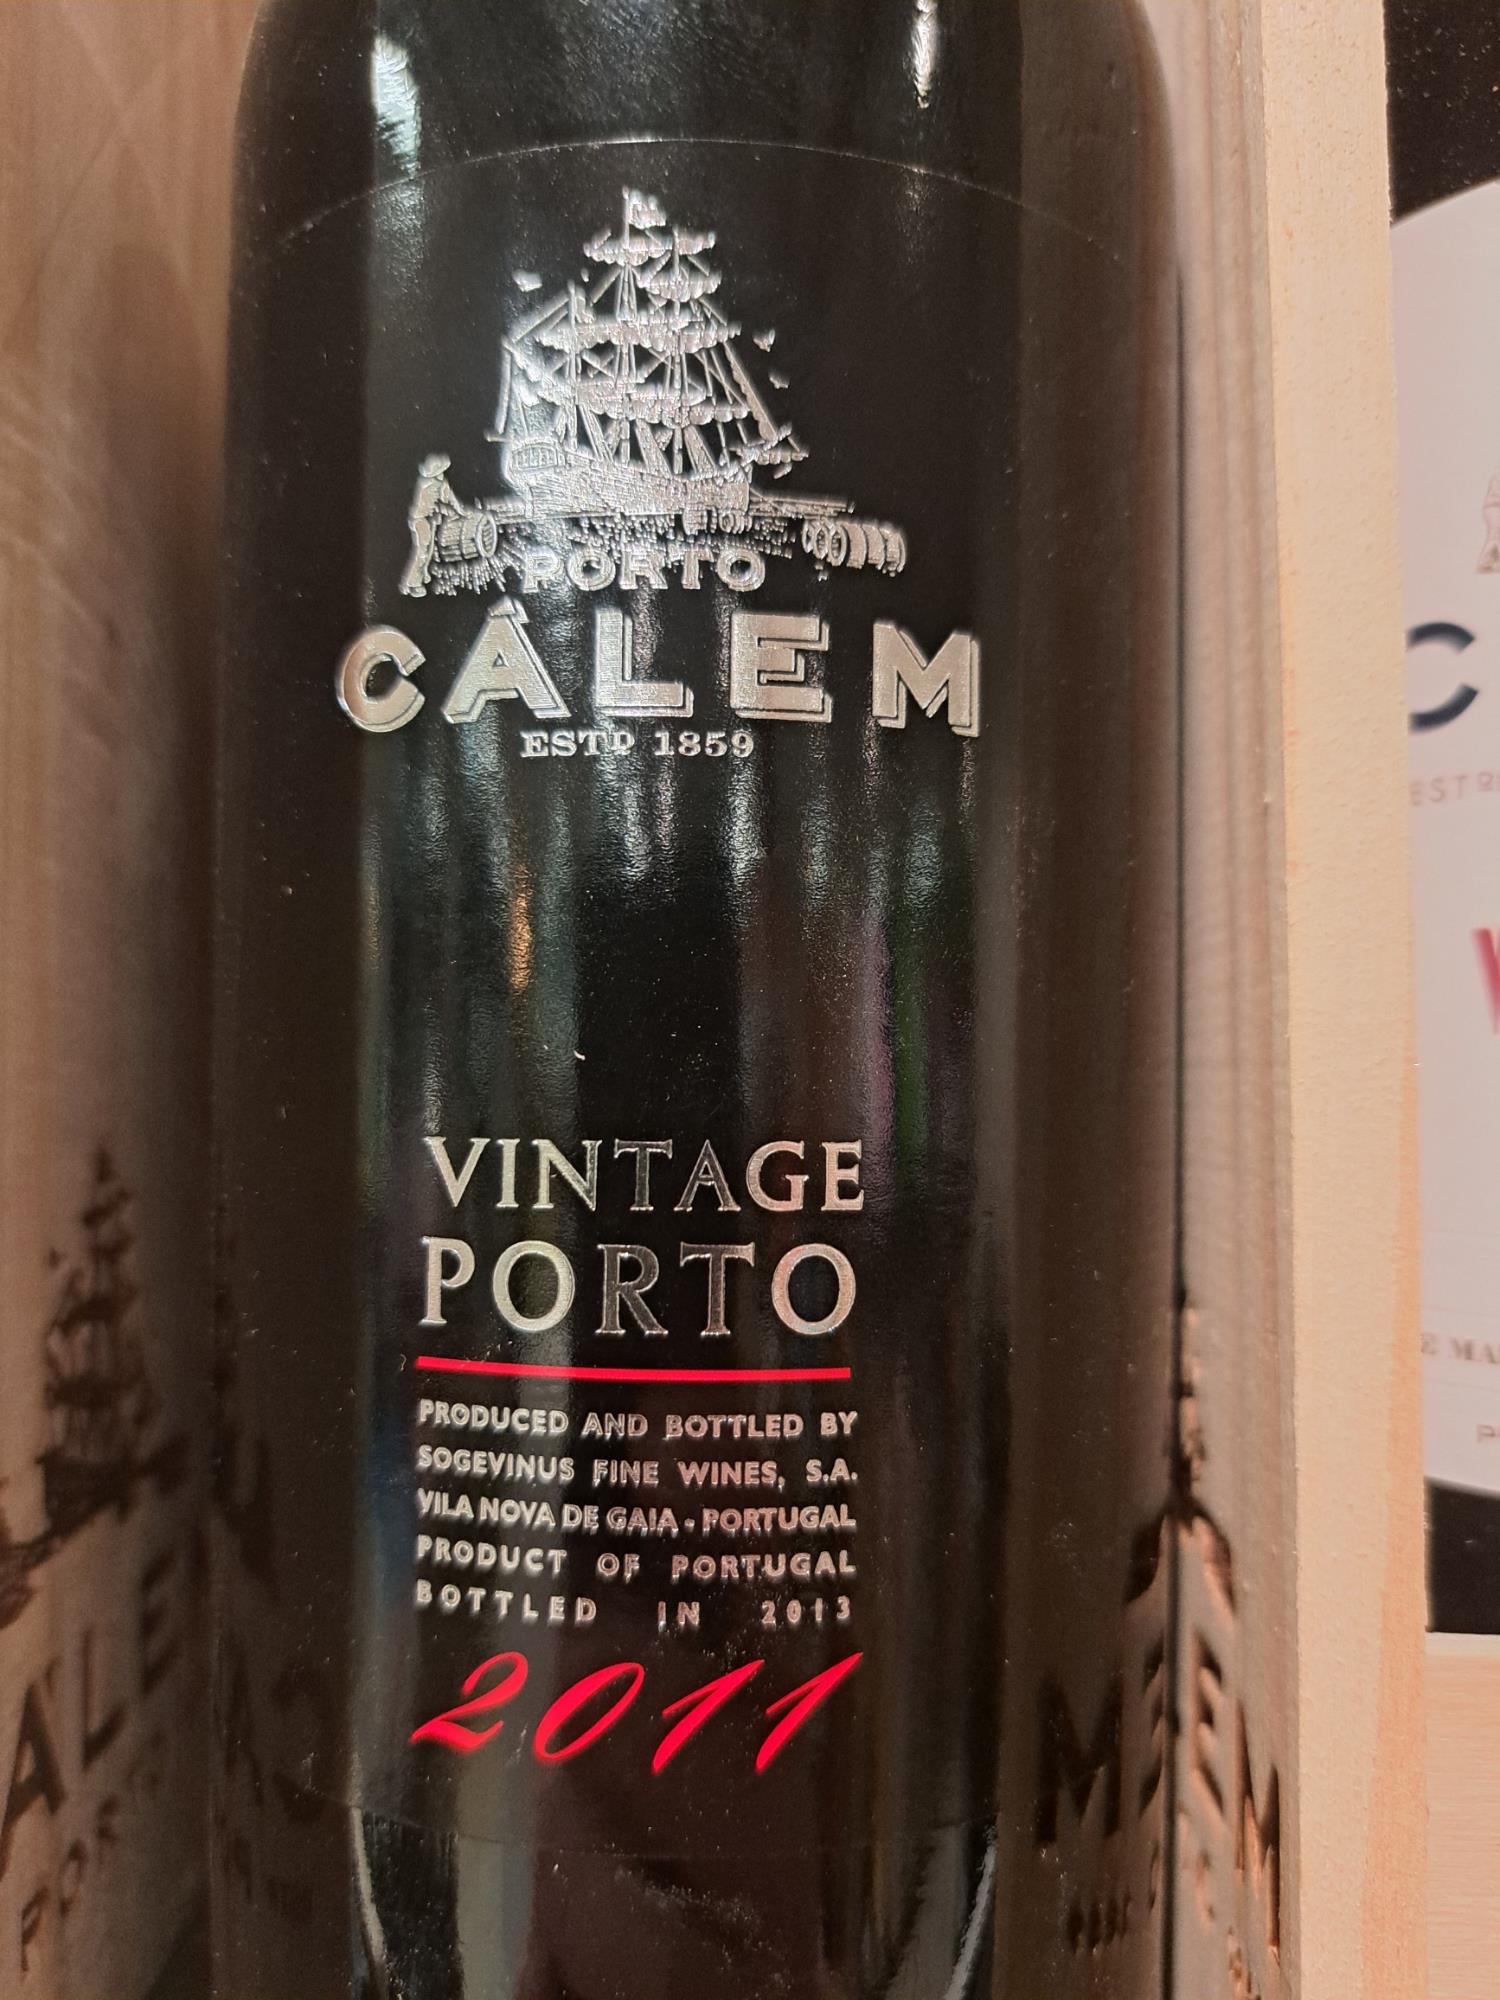 PORTO
CÁLEM
ESTD 1859
VINTAGE
PORTO
PRODUCED AND BOTTLED BY
SOGEVINUS FINE WINES, S.A.
VILA NOVA DE GAIA - PORTUGAL
PRODUCT OF PORTUGAL
BOTTLED IN 2013
2011